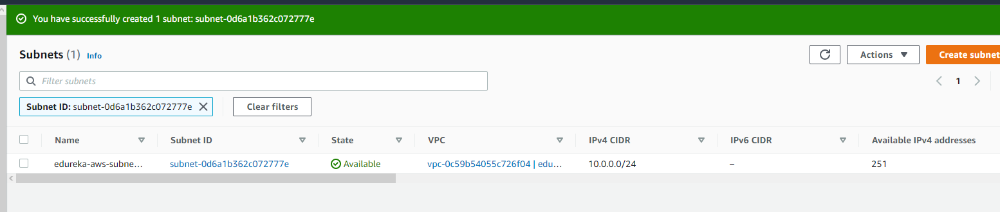 You have successfully created 1 subnet: subnet-0d6a1b362c072777e
Subnets (1) Info
Actions
Create subnet
Filter subnets
1
Subnet ID: subnet-0d6a1b362c072777e
Clear filters
Name Subnet ID State VPC IPv4 CIDR IPv6 CIDR Available IPv4 addresses
edureka-aws-subne... subnet-0d6a1b362c072777e Available vpc-0c59b54055c726f04 | edu... 10.0.0.0/24 – 251